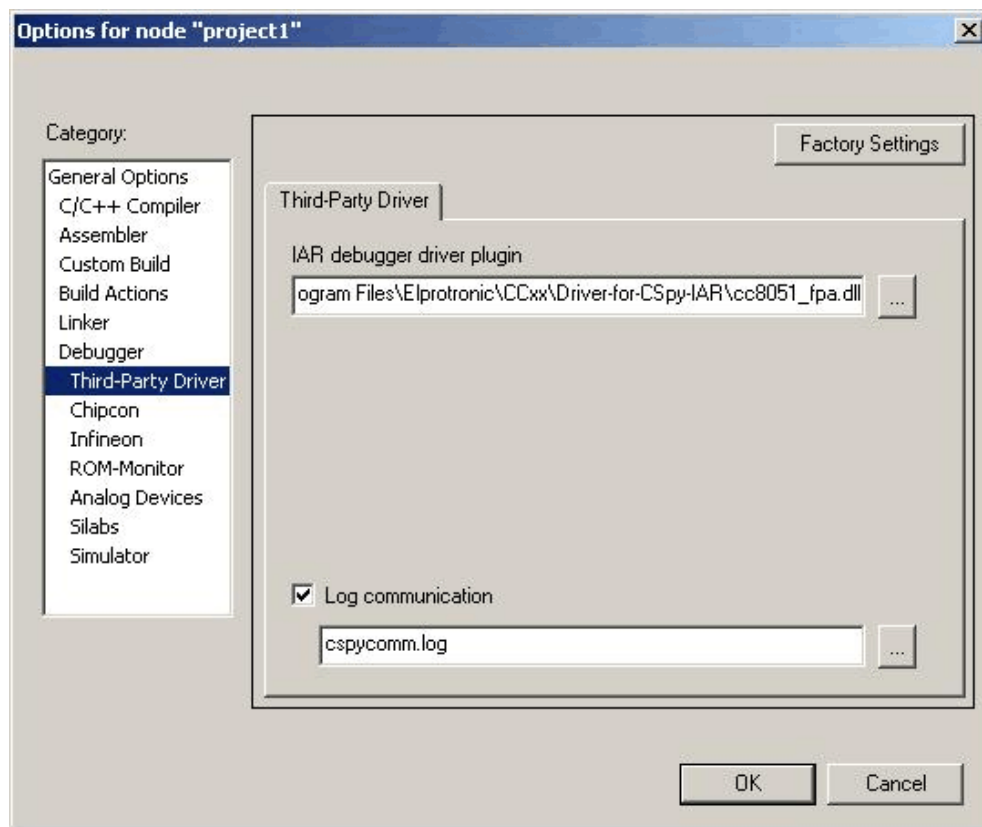 Options for node "project1"
Category:
Factory Settings
General Options
C/C++ Compiler
Assembler
Custom Build
Build Actions
Linker
Debugger
Third-Party Driver
Chipcon
Infineon
ROM-Monitor
Analog Devices
Silabs
Simulator
Third-Party Driver
IAR debugger driver plugin
ogram Files\Elprotronic\CCxx\Driver-for-CSpy-IAR\cc8051_fpa.dll
...
Log communication
cspycomm.log
...
OK
Cancel